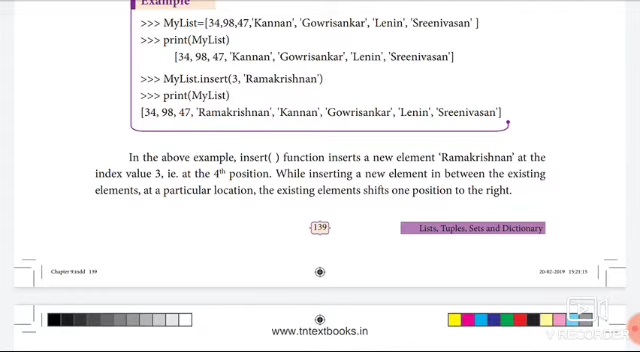 Example
>>> MyList=[34,98,47,'Kannan', 'Gowrisankar', 'Lenin', 'Sreenivasan' ]
>>> print(MyList)
[34, 98, 47, 'Kannan', 'Gowrisankar', 'Lenin', 'Sreenivasan']
>>> MyList.insert(3, 'Ramakrishnan')
>>> print(MyList)
[34, 98, 47, 'Ramakrishnan', 'Kannan', 'Gowrisankar', 'Lenin', 'Sreenivasan']
In the above example, insert( ) function inserts a new element 'Ramakrishnan' at the
index value 3, ie. at the 4th position. While inserting a new element in between the existing
elements, at a particular location, the existing elements shifts one position to the right.
139
Lists, Tuples, Sets and Dictionary
Chapter 9.indd 139
20-02-2019 15:21:15
www.tntextbooks.in
V RECORDER